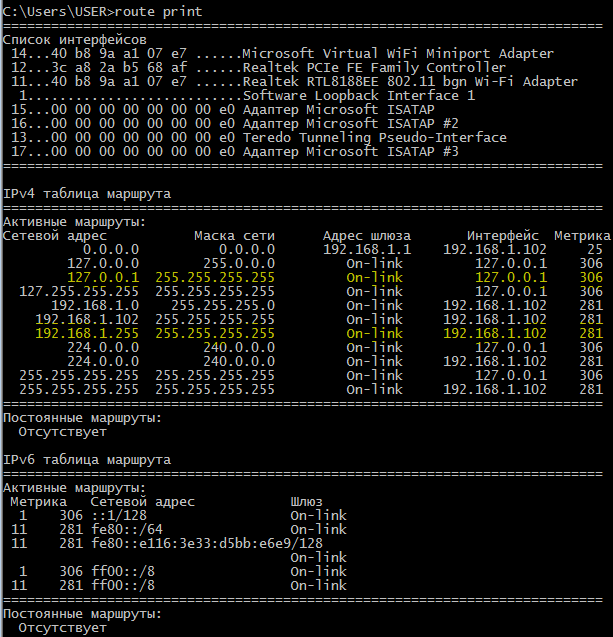 C:\Users\USER>route print
===========================================================================
Список интерфейсов
 14...40 b8 9a a1 07 e7 ......Microsoft Virtual WiFi Miniport Adapter
 12...3c a8 2a b5 68 af ......Realtek PCIe FE Family Controller
 11...40 b8 9a a1 07 e7 ......Realtek RTL8188EE 802.11 bgn Wi-Fi Adapter
  1...........................Software Loopback Interface 1
 15...00 00 00 00 00 00 00 e0 Адаптер Microsoft ISATAP
 16...00 00 00 00 00 00 00 e0 Адаптер Microsoft ISATAP #2
 13...00 00 00 00 00 00 00 e0 Teredo Tunneling Pseudo-Interface
 17...00 00 00 00 00 00 00 e0 Адаптер Microsoft ISATAP #3
===========================================================================
IPv4 таблица маршрута
===========================================================================
Активные маршруты:
Сетевой адрес           Маска сети      Адрес шлюза       Интерфейс  Метрика
          0.0.0.0          0.0.0.0      192.168.1.1    192.168.1.102     25
        127.0.0.0        255.0.0.0         On-link         127.0.0.1    306
        127.0.0.1  255.255.255.255         On-link         127.0.0.1    306
  127.255.255.255  255.255.255.255         On-link         127.0.0.1    306
      192.168.1.0    255.255.255.0         On-link     192.168.1.102    281
    192.168.1.102  255.255.255.255         On-link     192.168.1.102    281
    192.168.1.255  255.255.255.255         On-link     192.168.1.102    281
        224.0.0.0        240.0.0.0         On-link         127.0.0.1    306
        224.0.0.0        240.0.0.0         On-link     192.168.1.102    281
  255.255.255.255  255.255.255.255         On-link         127.0.0.1    306
  255.255.255.255  255.255.255.255         On-link     192.168.1.102    281
===========================================================================
Постоянные маршруты:
  Отсутствует
IPv6 таблица маршрута
===========================================================================
Активные маршруты:
 Метрика   Сетевой адрес            Шлюз
  1    306 ::1/128                  On-link
 11    281 fe80::/64                On-link
 11    281 fe80::e116:3e33:d5bb:e6e9/128
                                    On-link
  1    306 ff00::/8                 On-link
 11    281 ff00::/8                 On-link
===========================================================================
Постоянные маршруты:
  Отсутствует